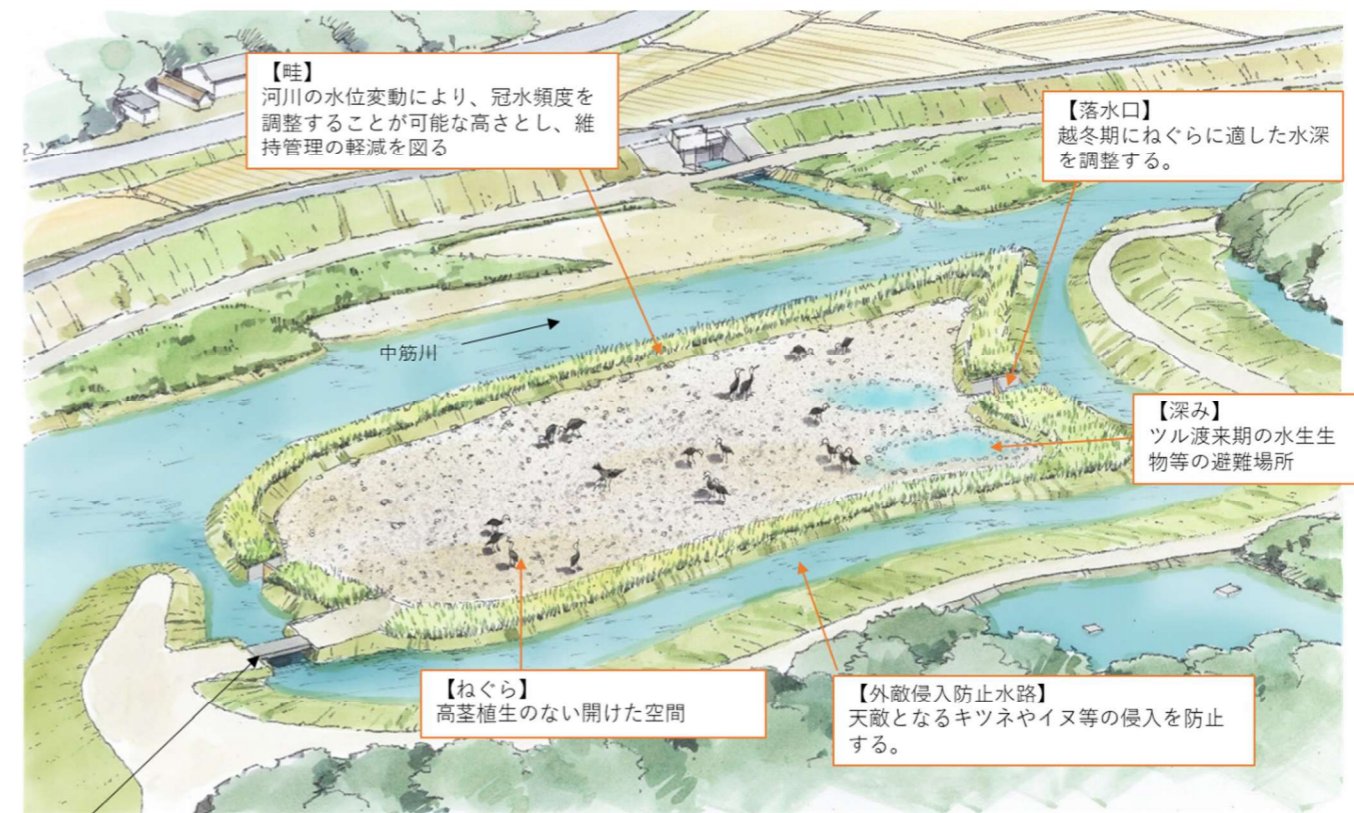 【畦】
河川の水位変動により、冠水頻度を
調整することが可能な高さとし、維
持管理の軽減を図る
【落水口】
越冬期にねぐらに適した水深
を調整する。
中筋川
【深み】
ツル渡来期の水生生
物等の避難場所
【ねぐら】
高茎植生のない開けた空間
【外敵侵入防止水路】
天敵となるキツネやイヌ等の侵入を防止
する。